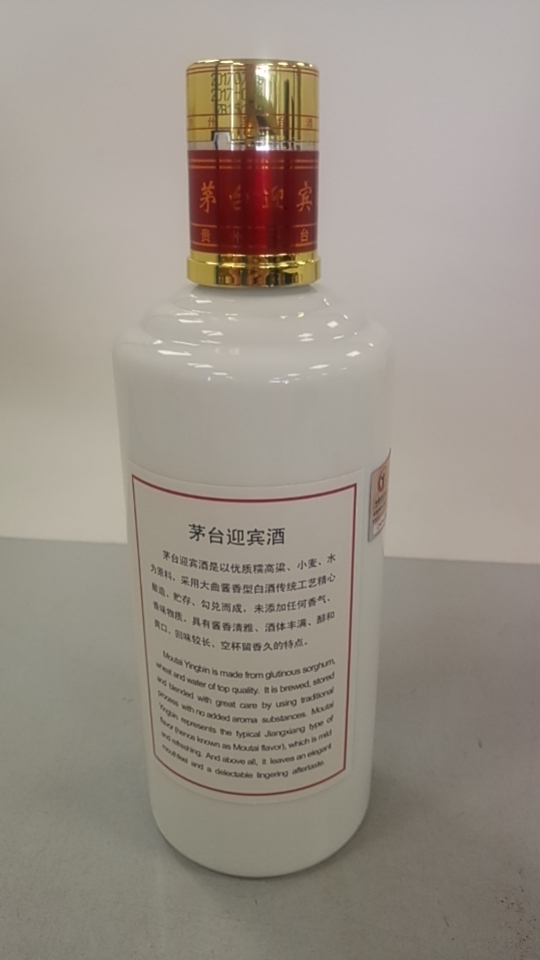 茅台迎宾
贵州 台
茅台迎宾酒
茅台迎宾酒是以优质糯高粱、小麦、水
为原料，采用大曲酱香型白酒传统工艺精心
酿造、贮存、勾兑而成，未添加任何香气、
香味物质，具有酱香清雅、酒体丰满、醇和
爽口、回味较长、空杯留香久的特点。
Moutai Yingbin is made from glutinous sorghum,
wheat and water of top quality. It is brewed, stored
and blended with great care by using traditional
process with no added aroma substances. Moutai
Yingbin represents the typical Jiangxiang type of
flavor (hence known as Moutai flavor), which is mild
and refreshing. And above all, it leaves an elegant
mouthfeel and a delectable lingering aftertaste.